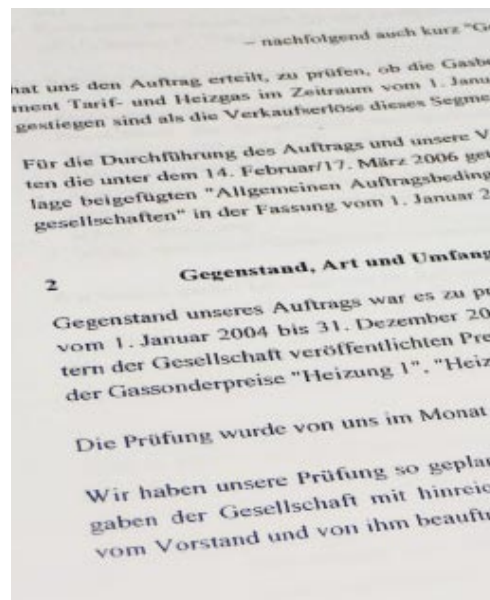 – nachfolgend auch kurz "Ge
hat uns den Auftrag erteilt, zu prüfen, ob die Gasbe
ment Tarif- und Heizgas im Zeitraum vom 1. Janu
gestiegen sind als die Verkaufserlöse dieses Segme
Für die Durchführung des Auftrags und unsere V
ten die unter dem 14. Februar/17. März 2006 get
lage beigefügten "Allgemeinen Auftragsbeding
gesellschaften" in der Fassung vom 1. Januar 2
2 Gegenstand, Art und Umfang
Gegenstand unseres Auftrags war es zu pr
vom 1. Januar 2004 bis 31. Dezember 20
tern der Gesellschaft veröffentlichten Pre
der Gassonderpreise "Heizung 1", "Heiz
Die Prüfung wurde von uns im Monat
Wir haben unsere Prüfung so geplan
gaben der Gesellschaft mit hinreic
vom Vorstand und von ihm beauftr